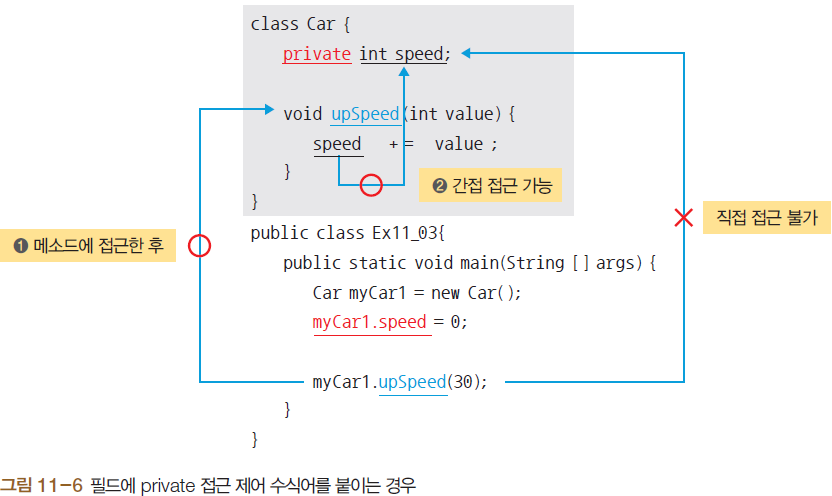 class Car {
private int speed;
void upSpeed(int value) {
speed += value ;
}
❷ 간접 접근 가능
}
직접 접근 불가
❶ 메소드에 접근한 후
public class Ex11_03{
public static void main(String [ ] args) {
Car myCar1 = new Car( );
myCar1.speed = 0;
myCar1.upSpeed(30);
}
}
그림 11-6 필드에 private 접근 제어 수식어를 붙이는 경우